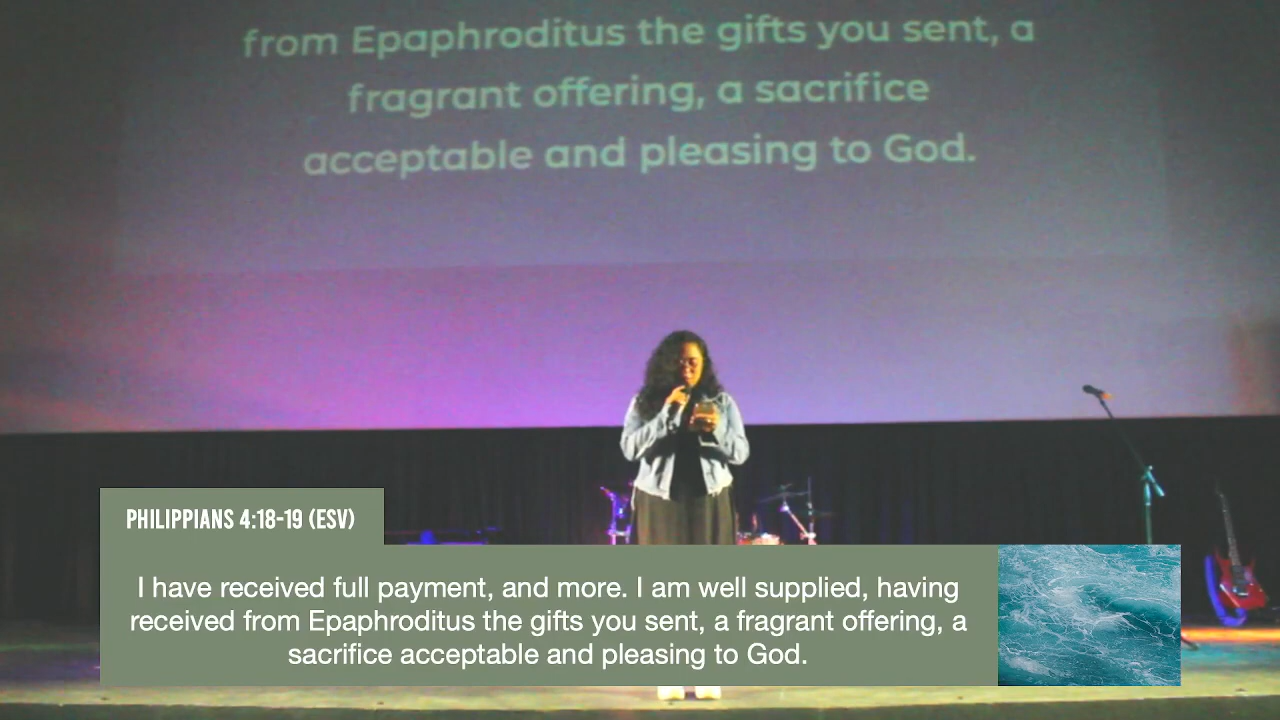 from Epaphroditus the gifts you sent, a
fragrant offering, a sacrifice
acceptable and pleasing to God.
PHILIPPIANS 4:18-19 (ESV)
I have received full payment, and more. I am well supplied, having
received from Epaphroditus the gifts you sent, a fragrant offering, a
sacrifice acceptable and pleasing to God.